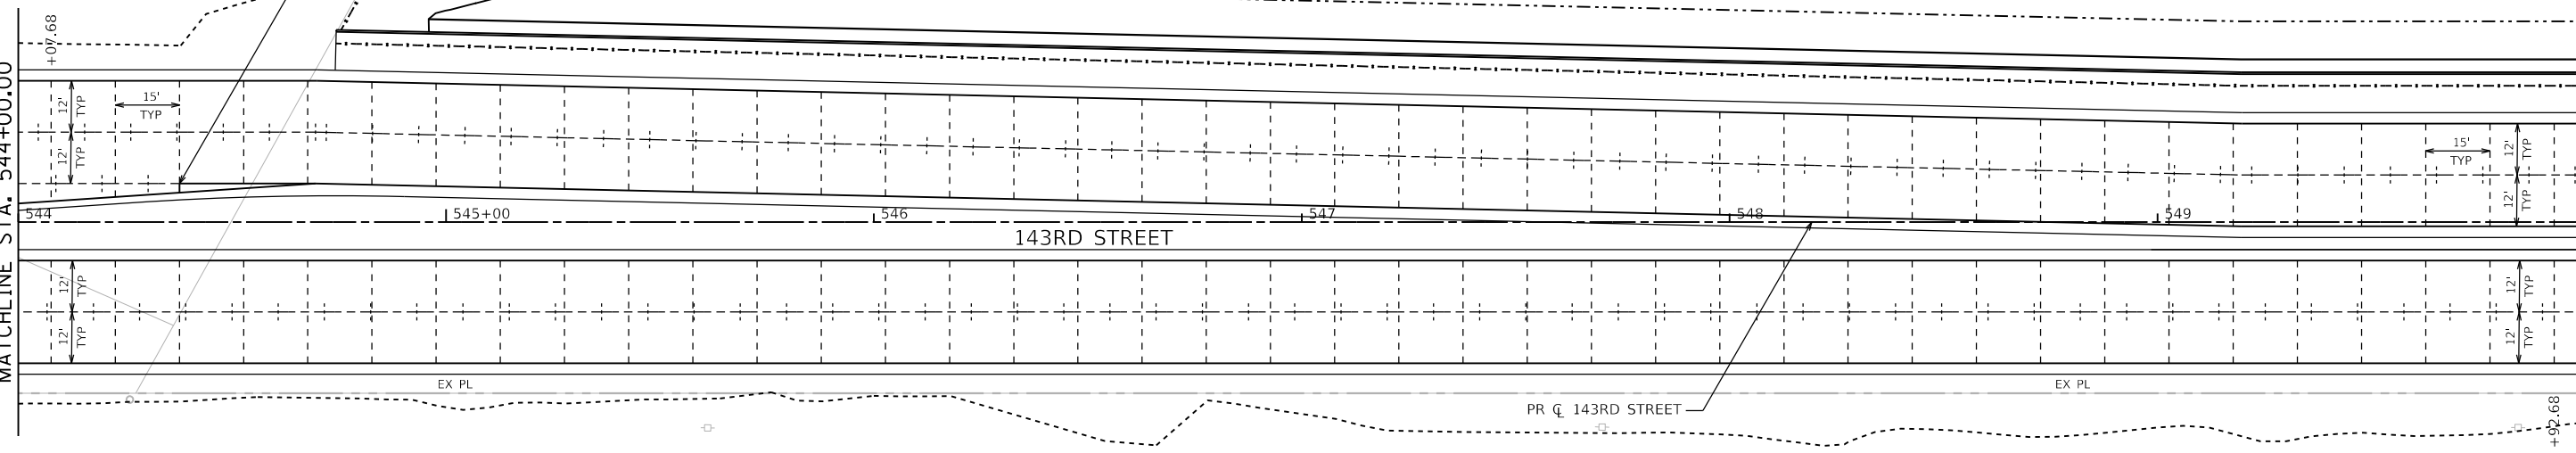 MATCHLINE STA. 544+00.00
+07.68
12'
TYP
15'
TYP
12'
TYP
15'
TYP
12'
TYP
12'
TYP
544
545+00
546
547
548
549
143RD STREET
12'
TYP
12'
TYP
12'
TYP
12'
TYP
EX PL
EX PL
PR ℄ 143RD STREET
+92.68